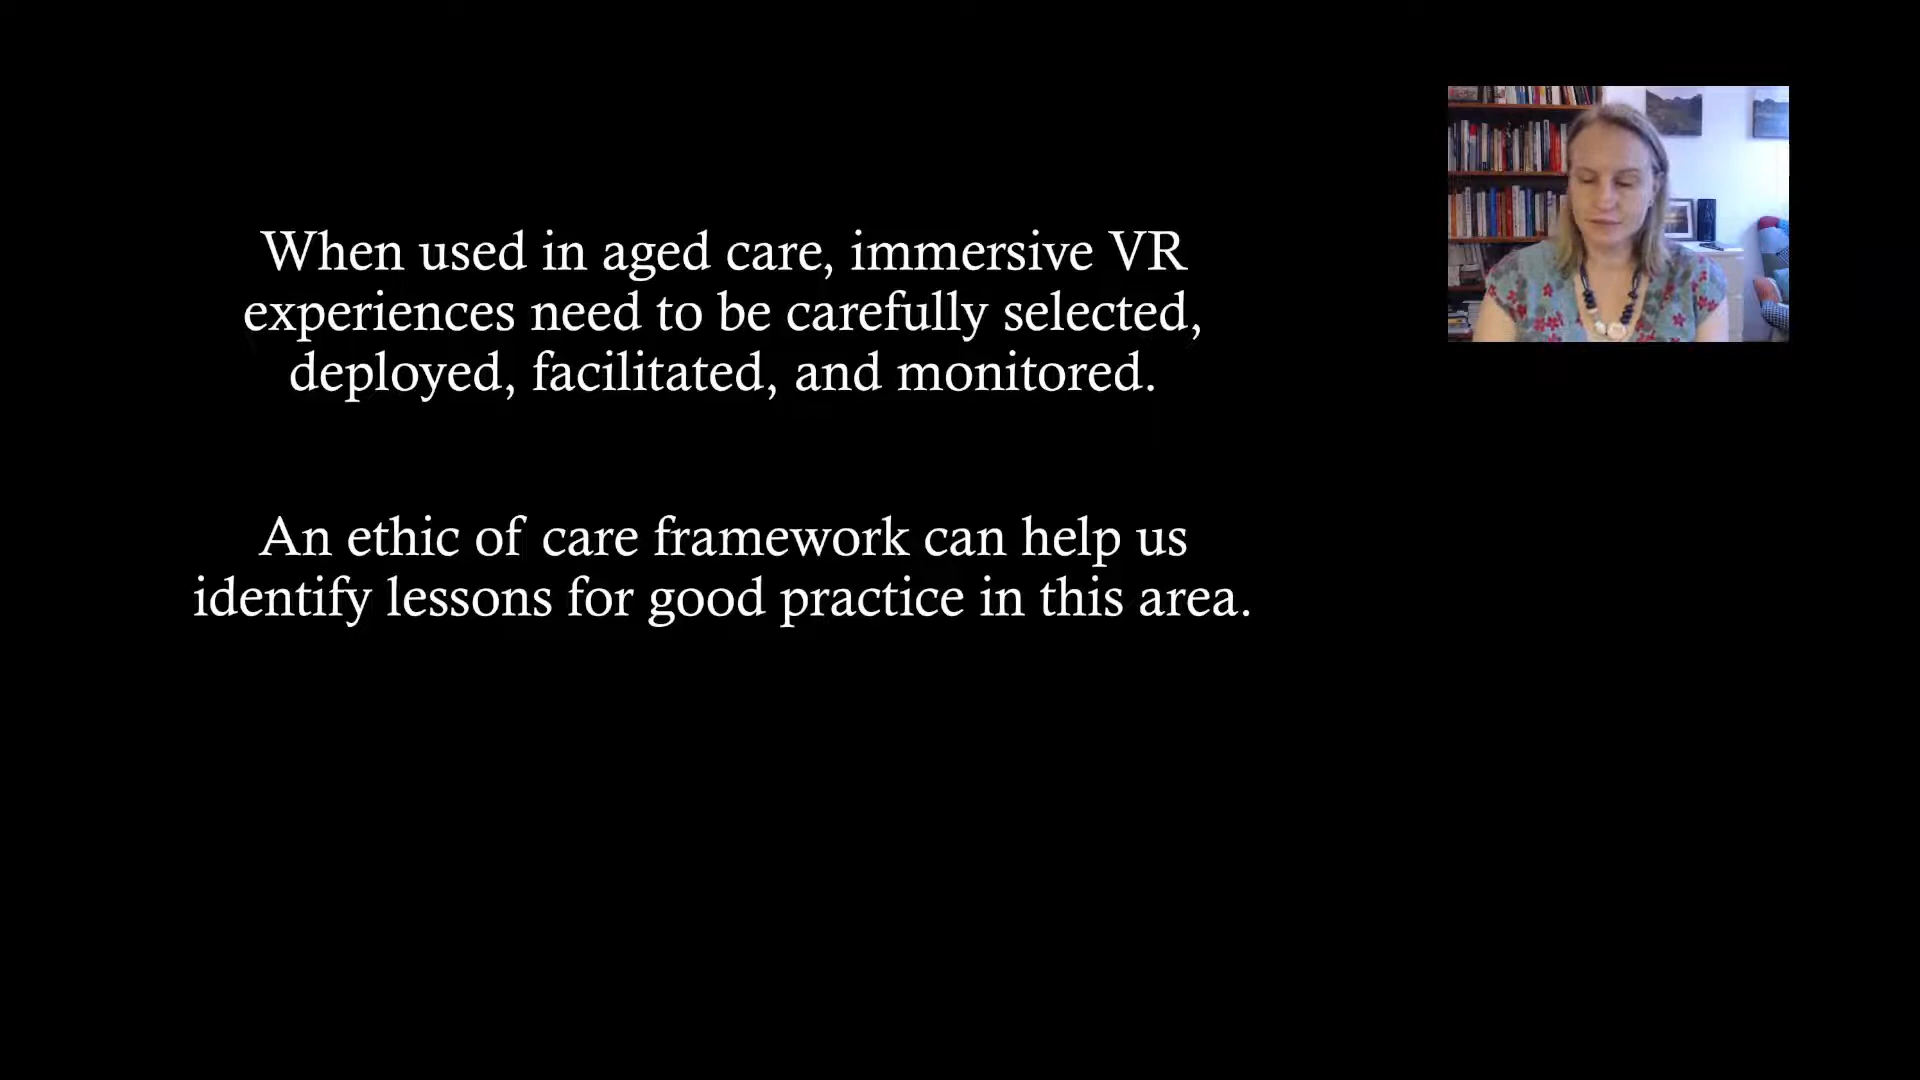 When used in aged care, immersive VR
experiences need to be carefully selected,
deployed, facilitated, and monitored.
An ethic of care framework can help us
identify lessons for good practice in this area.